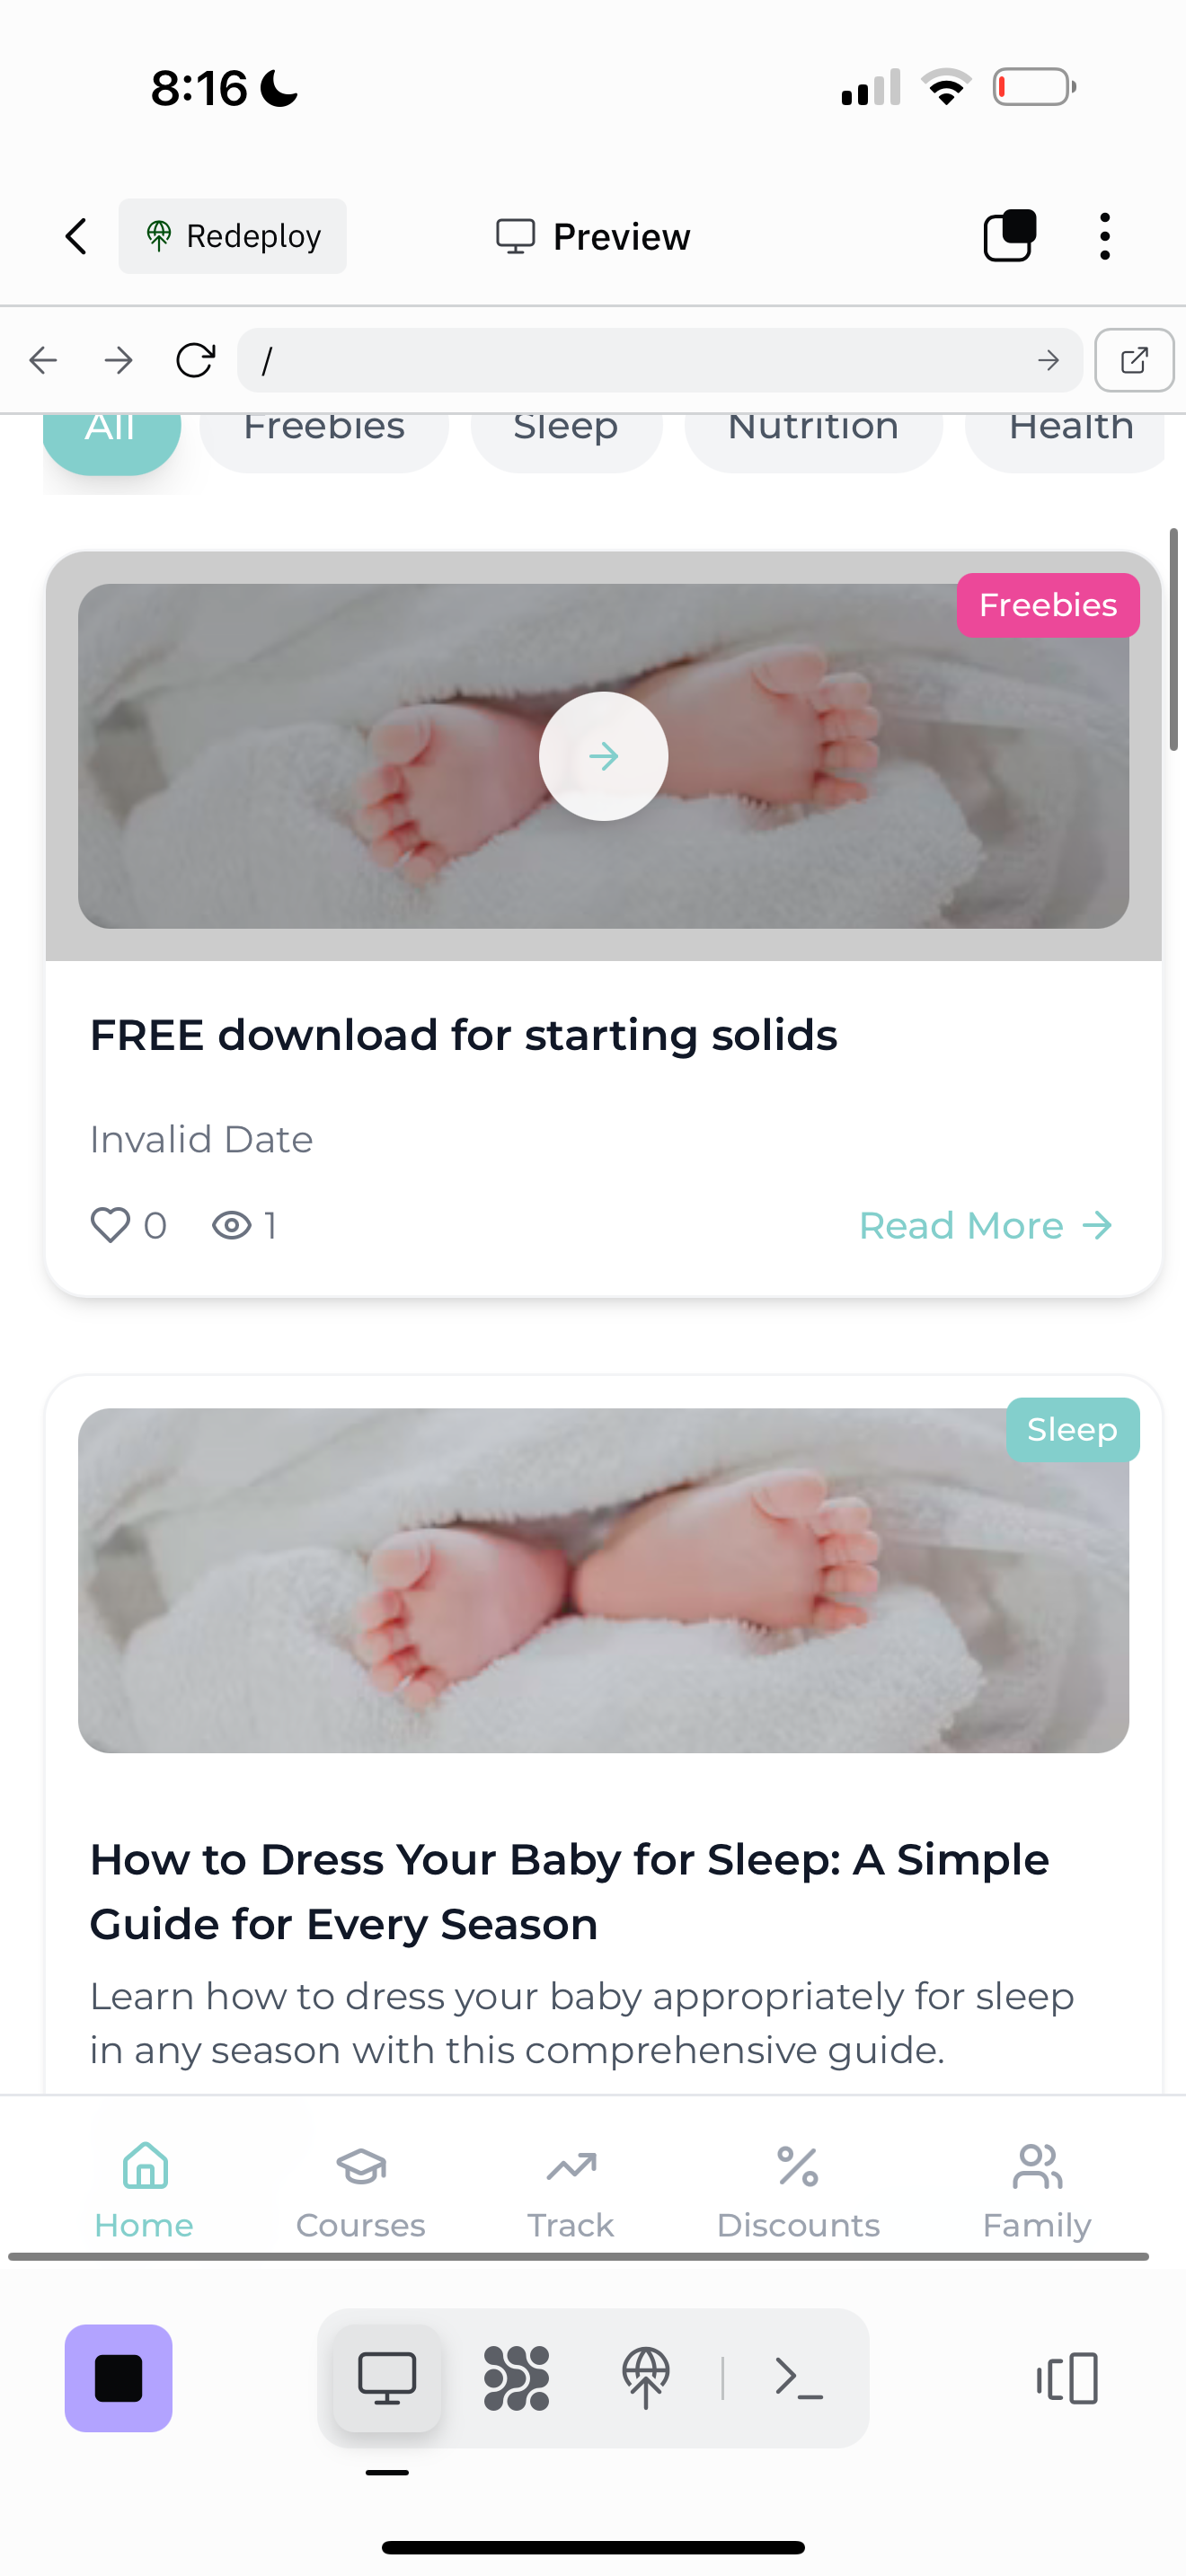 8:16
Redeploy
Preview
/
All Freebies Sleep Nutrition Health
Freebies
FREE download for starting solids
Invalid Date
0 1 Read More
Sleep
How to Dress Your Baby for Sleep: A Simple
Guide for Every Season
Learn how to dress your baby appropriately for sleep
in any season with this comprehensive guide.
Home Courses Track Discounts Family